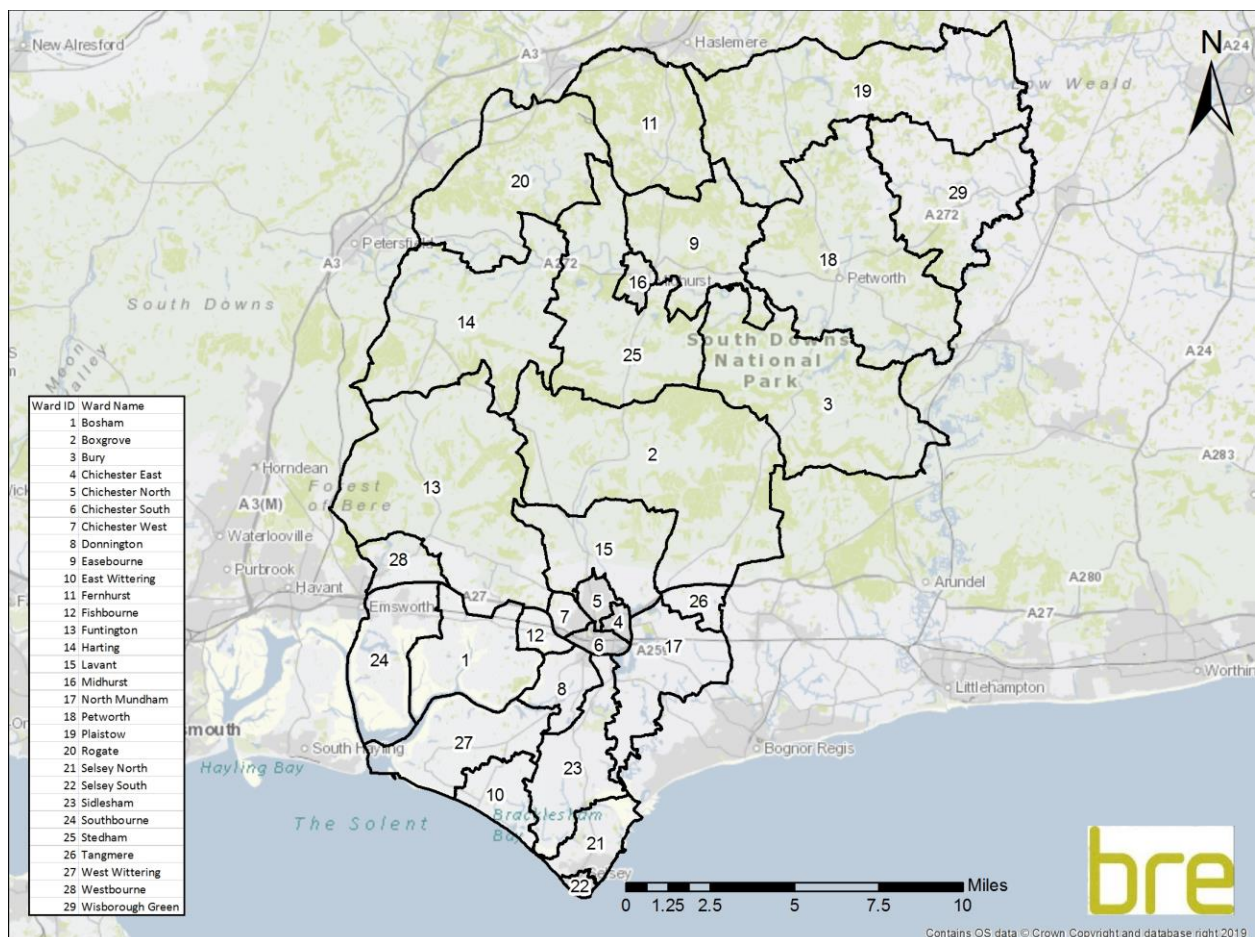 New Alresford
Haslemere
A3
N
A24
Low Weald
19
11
20
29
A272
Petersfield
A3
A272
9
18
16
Midhurst
Petworth
South Downs
14
25
South Downs
National
Park
A24
Moon
Valley
3
Ward ID Ward Name
1 Bosham
2 Boxgrove
3 Bury
4 Chichester East
5 Chichester North
6 Chichester South
7 Chichester West
8 Donnington
9 Easebourne
10 East Wittering
11 Fernhurst
12 Fishbourne
13 Funtington
14 Harting
15 Lavant
16 Midhurst
17 North Mundham
18 Petworth
19 Plaistow
20 Rogate
21 Selsey North
22 Selsey South
23 Sidlesham
24 Southbourne
25 Stedham
26 Tangmere
27 West Wittering
28 Westbourne
29 Wisborough Green
2
A283
Horndean
13
Forest
of Bere
A3(M)
Waterlooville
15
28
Purbrook
Havant
A27
Emsworth
5
7
4
26
Arundel
A280
A27
12
6
A259
17
24
1
8
Littlehampton
Worthin
smouth
South Hayling
27
Bognor Regis
Hayling Bay
23
10
The Solent
Bracklesham
Bay
21
Selsey
22
Miles
0 1.25 2.5 5 7.5 10
bre
Contains OS data © Crown Copyright and database right 2019